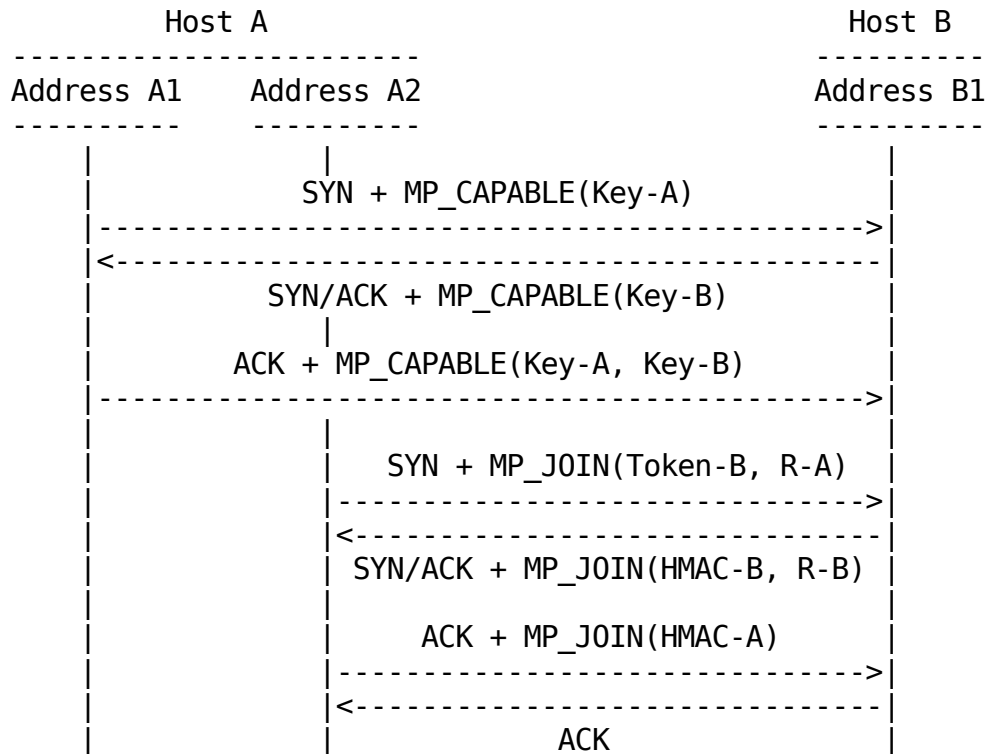 Host A Host B
Address A1 Address A2 Address B1
SYN + MP_CAPABLE(Key-A)
SYN/ACK + MP_CAPABLE(Key-B)
ACK + MP_CAPABLE(Key-A, Key-B)
SYN + MP_JOIN(Token-B, R-A)
SYN/ACK + MP_JOIN(HMAC-B, R-B)
ACK + MP_JOIN(HMAC-A)
ACK